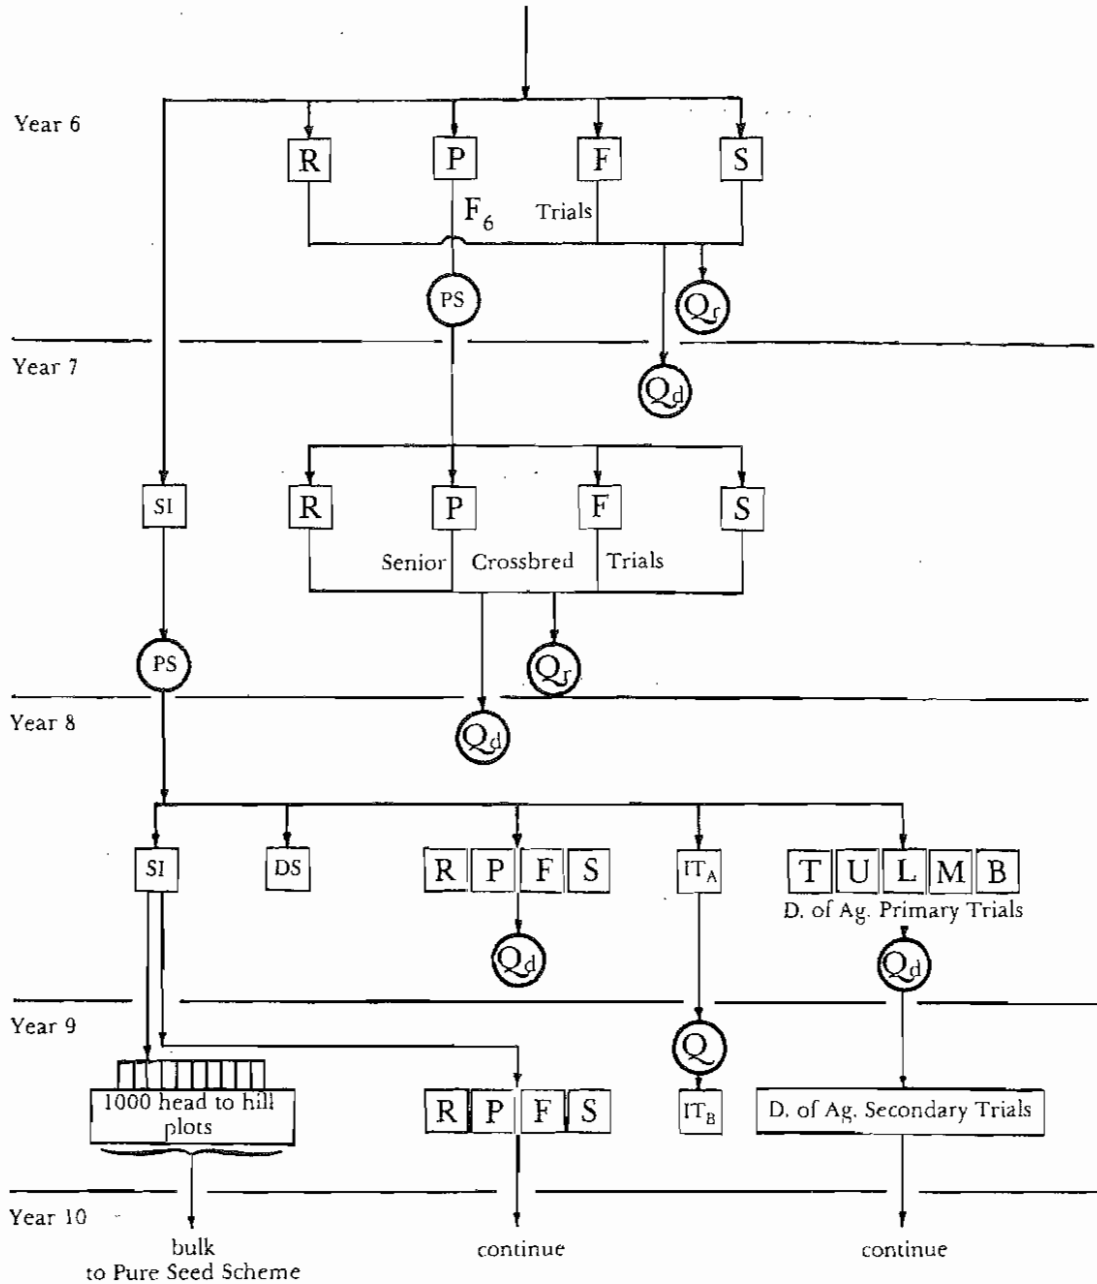 Year 6
R P F S
F6 Trials
PS
Qr
Year 7
Qd
SI R P F S
Senior Crossbred Trials
PS
Qr
Year 8
Qd
SI DS R P F S ITA T U L M B
D. of Ag. Primary Trials
Qd Qd
Year 9
Q
1000 head to hill
plots
R P F S ITB D. of Ag. Secondary Trials
Year 10
bulk
to Pure Seed Scheme
continue continue